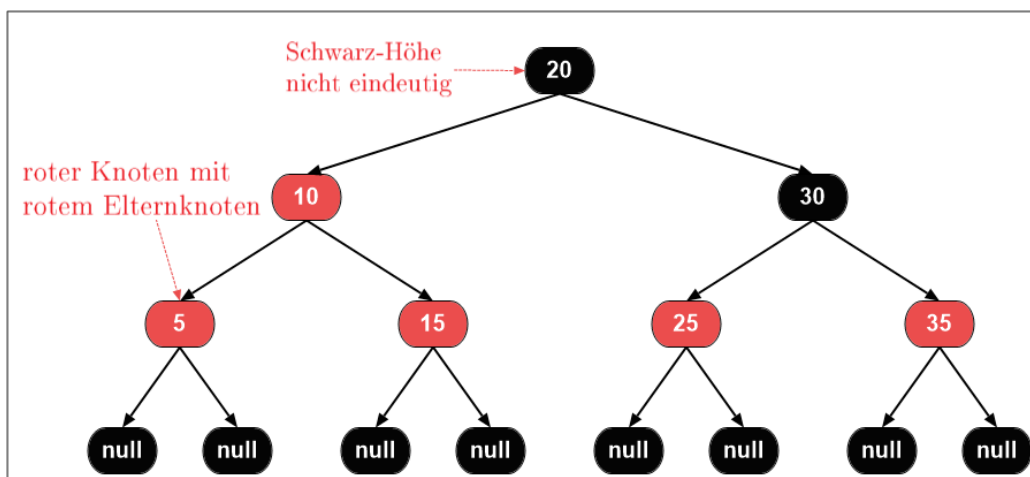 Schwarz-Höhe
nicht eindeutig
20
roter Knoten mit
rotem Elternknoten
10
30
5
15
25
35
null
null
null
null
null
null
null
null